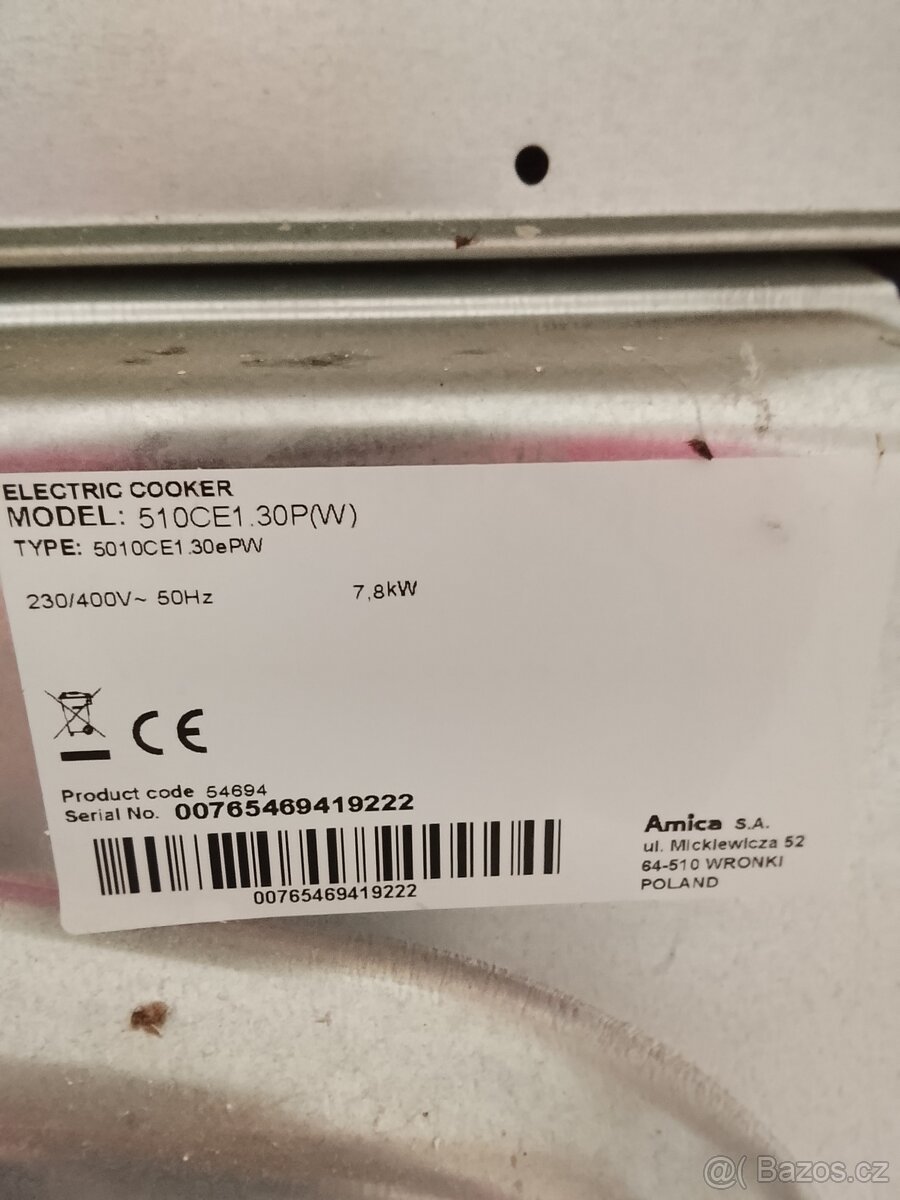 ELECTRIC COOKER
MODEL: 510CE1.30P(W)
TYPE: 5010CE1.30ePW
230/400V~ 50Hz 7,8kW
CE
Product code 54694
Serial No. 00765469419222
00765469419222
Amica S.A.
ul. Mickiewicza 52
64-510 WRONKI
POLAND
@( Bazos.cz